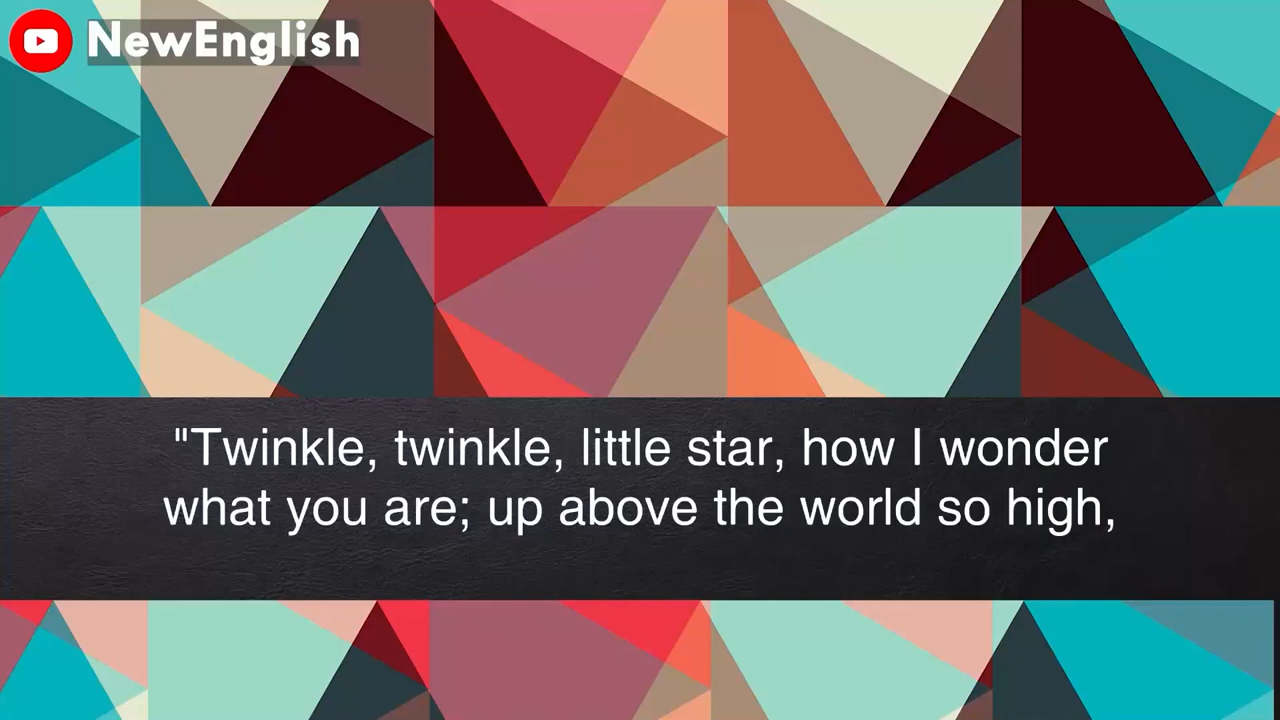 NewEnglish
"Twinkle, twinkle, little star, how I wonder
what you are; up above the world so high,